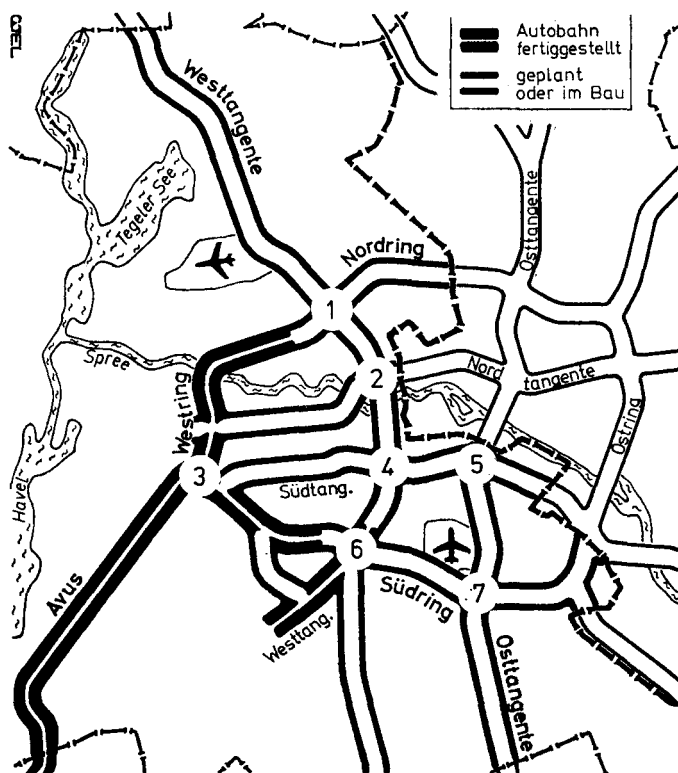 Autobahn
fertiggestellt
geplant
oder im Bau
Westtangente
Tegeler See
Nordring
Osttangente
1
Spree
2
Nord
tangente
Westring
Ostring
3
4
5
Südtang.
Havel
6
7
Avus
Südring
Westtang.
Osttangente